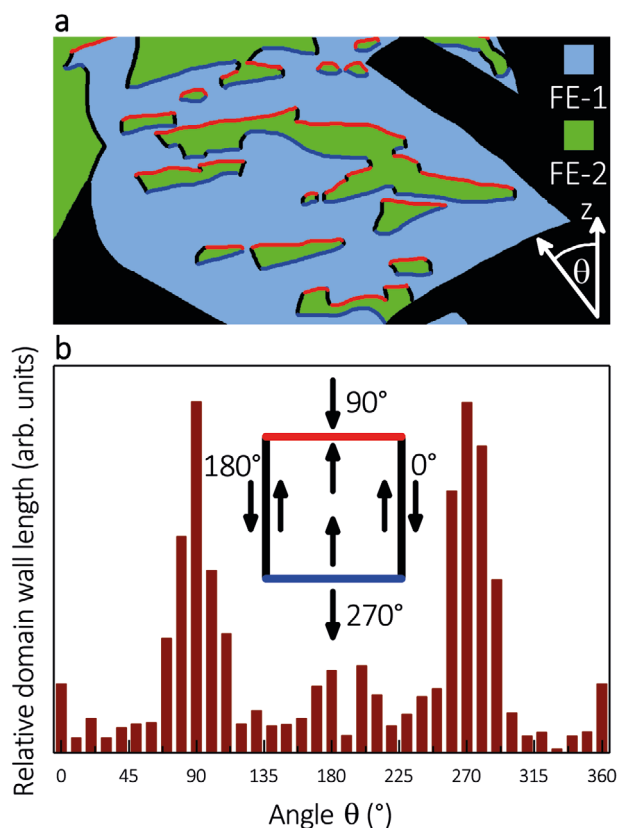 a
FE-1
FE-2
z
θ
b
Relative domain wall length (arb. units)
90°
180°
0°
270°
0 45 90 135 180 225 270 315 360
Angle θ (°)